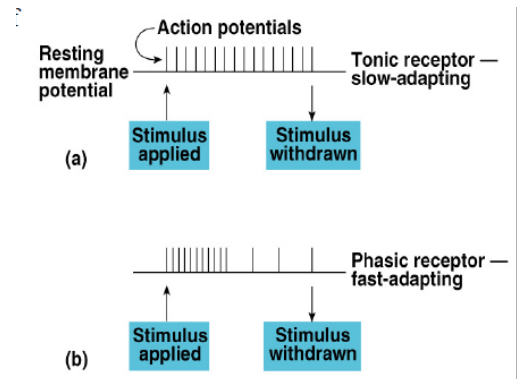 Action potentials
Resting
membrane
potential
Tonic receptor —
slow-adapting
Stimulus
applied
Stimulus
withdrawn
(a)
Phasic receptor —
fast-adapting
Stimulus
applied
Stimulus
withdrawn
(b)